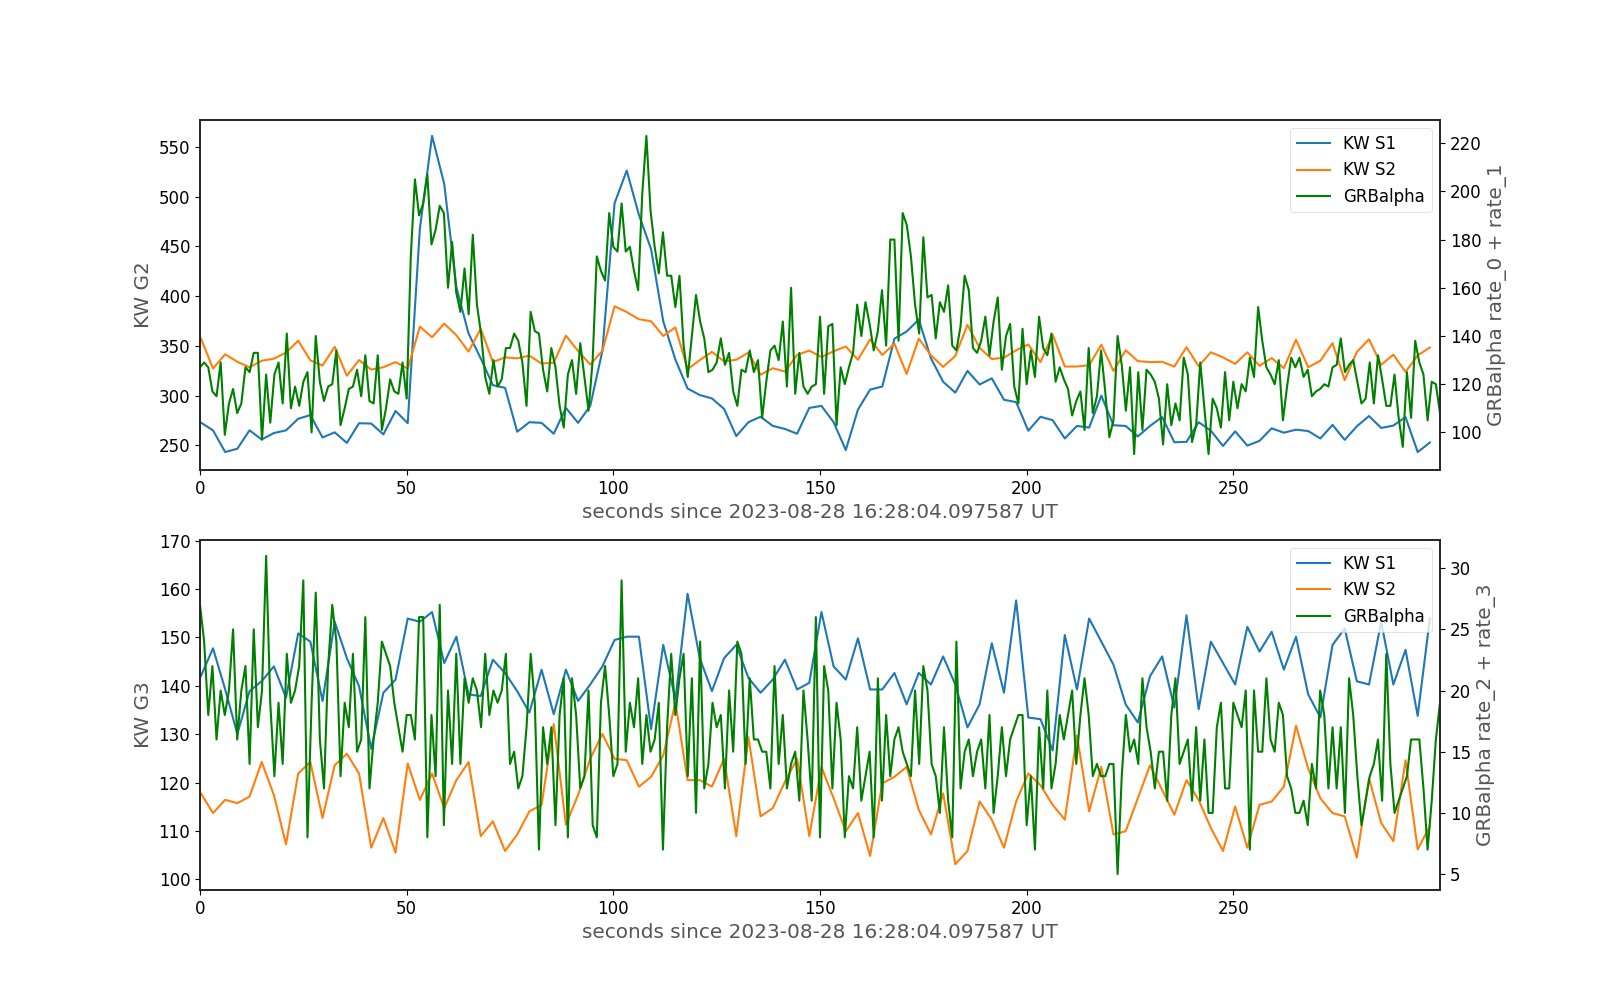 KW S1
KW S2
GRBalpha
550
500
450
400
350
300
250
KW G2
220
200
180
160
140
120
100
GRBalpha rate_0 + rate_1
0 50 100 150 200 250
seconds since 2023-08-28 16:28:04.097587 UT
KW S1
KW S2
GRBalpha
170
160
150
140
130
120
110
100
KW G3
30
25
20
15
10
5
GRBalpha rate_2 + rate_3
0 50 100 150 200 250
seconds since 2023-08-28 16:28:04.097587 UT